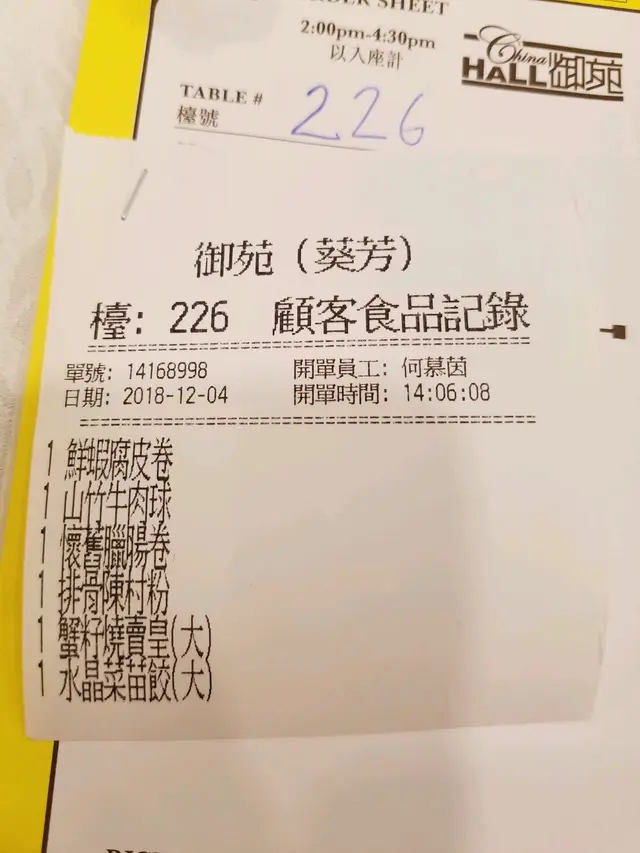 ORDER SHEET
2:00pm-4:30pm
以入座計
China
HALL御苑
TABLE #
檯號
226
御苑（葵芳）
檯: 226 顧客食品記錄
單號: 14168998 開單員工: 何慕茵
日期: 2018-12-04 開單時間: 14:06:08
1 鮮蝦腐皮卷
1 山竹牛肉球
1 懷舊臘腸卷
1 排骨陳村粉
1 蟹籽燒賣皇(大)
1 水晶菜苗餃(大)